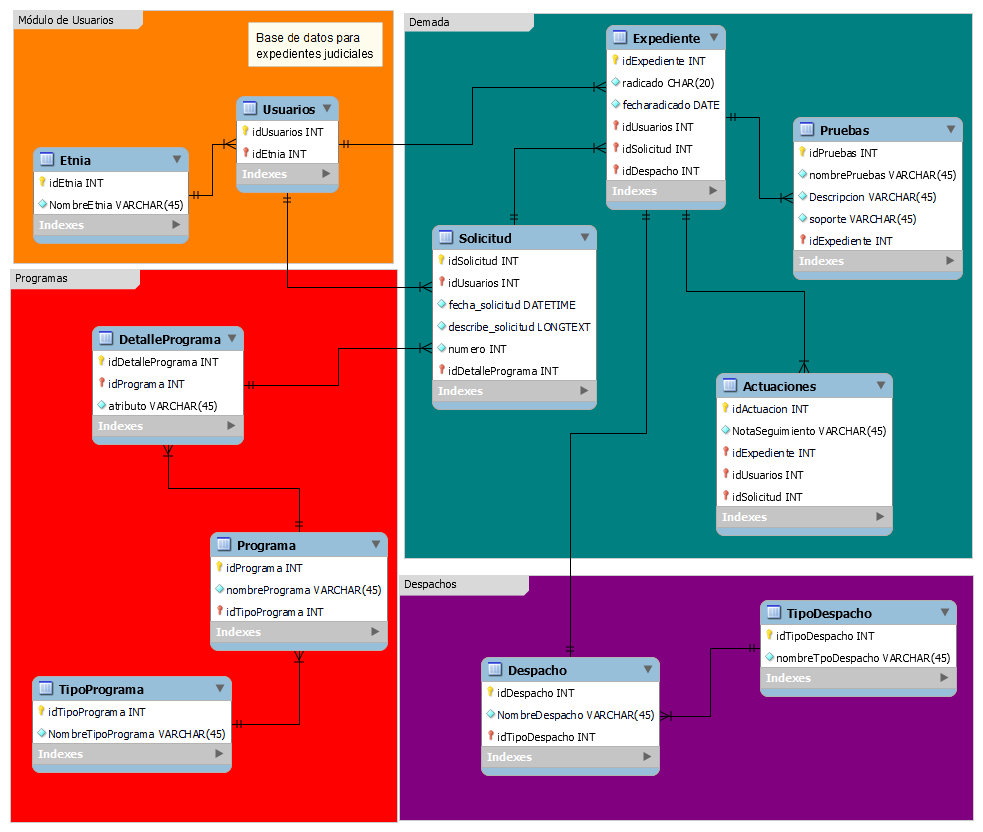 Módulo de Usuarios
Base de datos para
expedientes judiciales
Usuarios
idUsuarios INT
idEtnia INT
Indexes
Etnia
idEtnia INT
NombreEtnia VARCHAR(45)
Indexes
Demada
Expediente
idExpediente INT
radicado CHAR(20)
fecharadicado DATE
idUsuarios INT
idSolicitud INT
idDespacho INT
Indexes
Pruebas
idPruebas INT
nombrePruebas VARCHAR(45)
Descripcion VARCHAR(45)
soporte VARCHAR(45)
idExpediente INT
Indexes
Solicitud
idSolicitud INT
idUsuarios INT
fecha_solicitud DATETIME
describe_solicitud LONGTEXT
numero INT
idDetallePrograma INT
Indexes
Actuaciones
idActuacion INT
NotaSeguimiento VARCHAR(45)
idExpediente INT
idUsuarios INT
idSolicitud INT
Indexes
Programas
DetallePrograma
idDetallePrograma INT
idPrograma INT
atributo VARCHAR(45)
Indexes
Programa
idPrograma INT
nombrePrograma VARCHAR(45)
idTipoPrograma INT
Indexes
TipoPrograma
idTipoPrograma INT
NombreTipoPrograma VARCHAR(45)
Indexes
Despachos
TipoDespacho
idTipoDespacho INT
nombreTpoDespacho VARCHAR(45)
Indexes
Despacho
idDespacho INT
NombreDespacho VARCHAR(45)
idTipoDespacho INT
Indexes